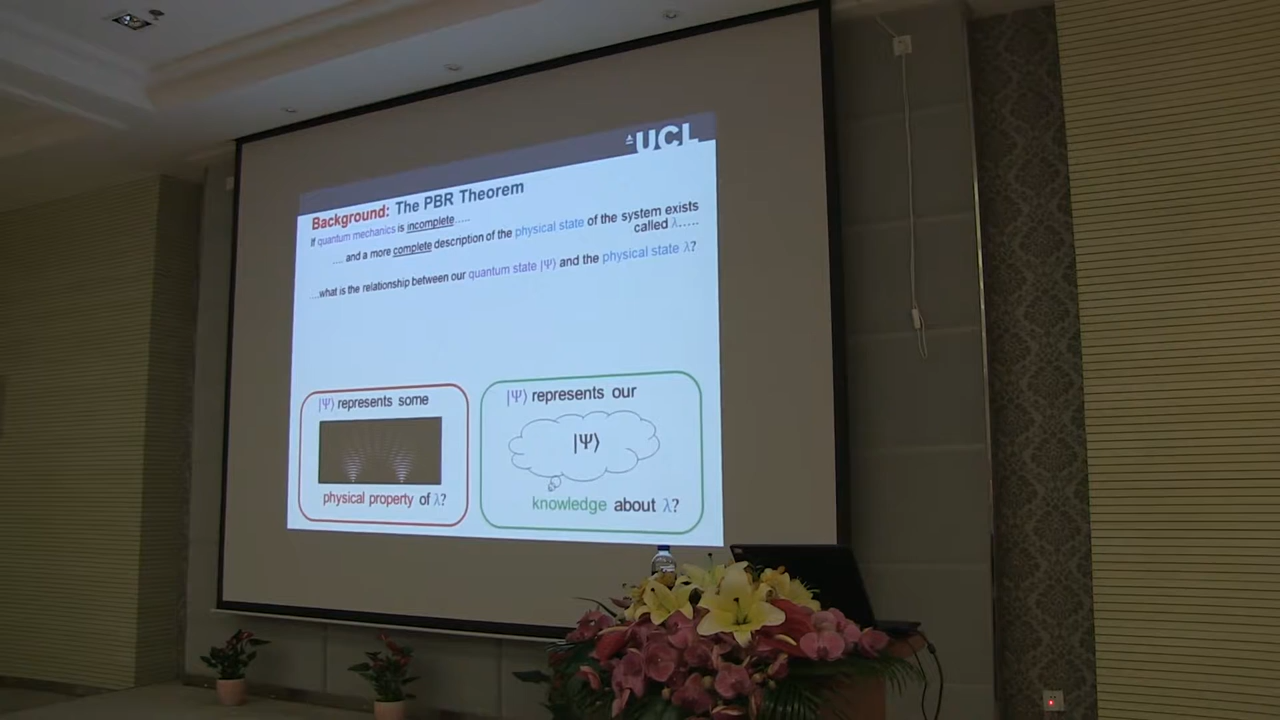 UCL
Background: The PBR Theorem
If quantum mechanics is incomplete.....
.... and a more complete description of the physical state of the system exists
called λ.....
....what is the relationship between our quantum state |Ψ⟩ and the physical state λ?
|Ψ⟩ represents some
physical property of λ?
|Ψ⟩ represents our
|Ψ⟩
knowledge about λ?